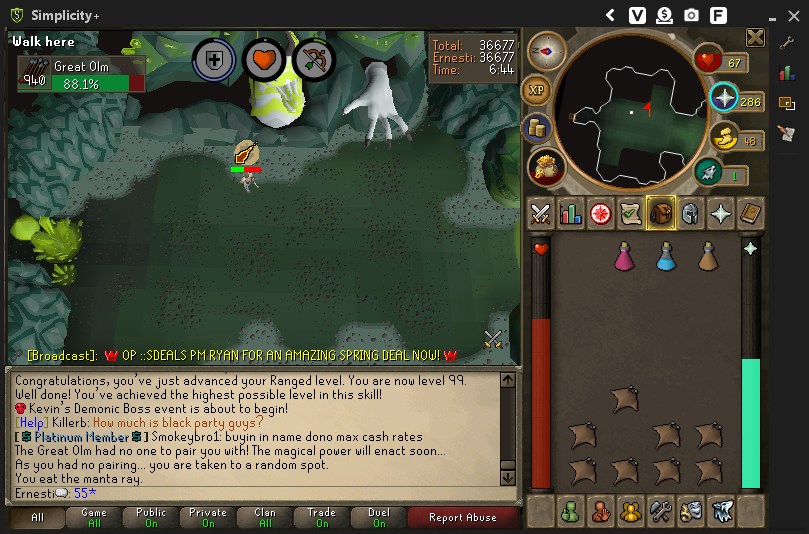 Simplicity+
V
F
Walk here
Great Olm
940
88.1%
Total: 36677
Ernesti: 36677
Time: 6:44
67
XP
286
48
1
[Broadcast]: OP ::SDEALS PM RYAN FOR AN AMAZING SPRING DEAL NOW!
Congratulations, you've just advanced your Ranged level. You are now level 99.
Well done! You've achieved the highest possible level in this skill!
Kevin's Demonic Boss event is about to begin!
[Help] Killerb: How much is black party guys?
[Platinum Member] Smokeybro1: buyin in name dono max cash rates
The Great Olm had no one to pair you with! The magical power will enact soon...
As you had no pairing... you are taken to a random spot.
You eat the manta ray.
Ernesti: 55*
All
Game
All
Public
On
Private
On
Clan
All
Trade
On
Duel
On
Report Abuse